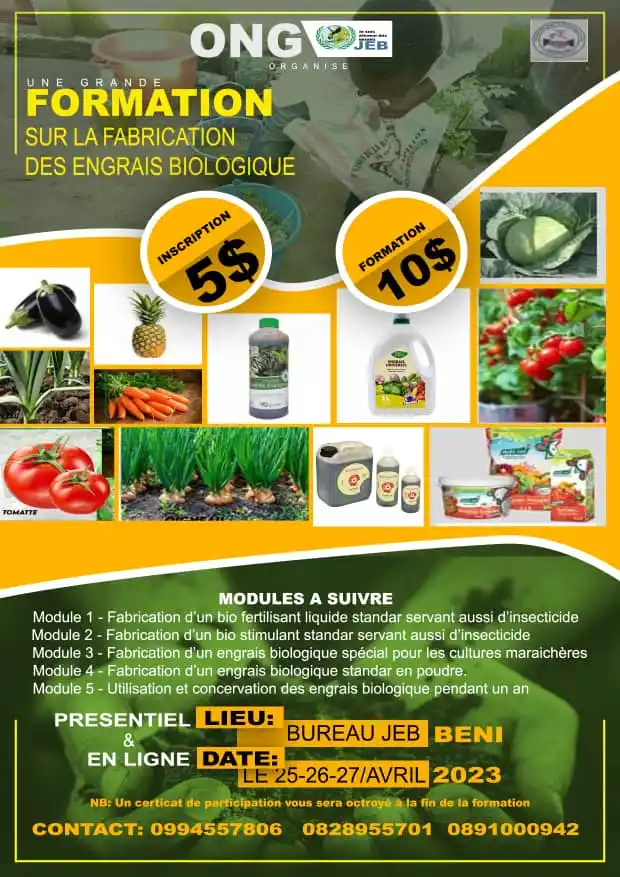 ONG
JEB
ORGANISE
UNE GRANDE
FORMATION
SUR LA FABRICATION
DES ENGRAIS BIOLOGIQUE
INSCRIPTION
5$
FORMATION
10$
TOMATTE
MODULES A SUIVRE
Module 1 - Fabrication d'un bio fertilisant liquide standar servant aussi d'insecticide
Module 2 - Fabrication d'un bio stimulant standar servant aussi d'insecticide
Module 3 - Fabrication d'un engrais biologique spécial pour les cultures maraichères
Module 4 - Fabrication d'un engrais biologique standar en poudre.
Module 5 - Utilisation et concervation des engrais biologique pendant un an
PRESENTIEL LIEU:
& BUREAU JEB BENI
EN LIGNE DATE:
LE 25-26-27/AVRIL 2023
NB: Un certicat de participation vous sera octroyé à la fin de la formation
CONTACT: 0994557806 0828955701 0891000942